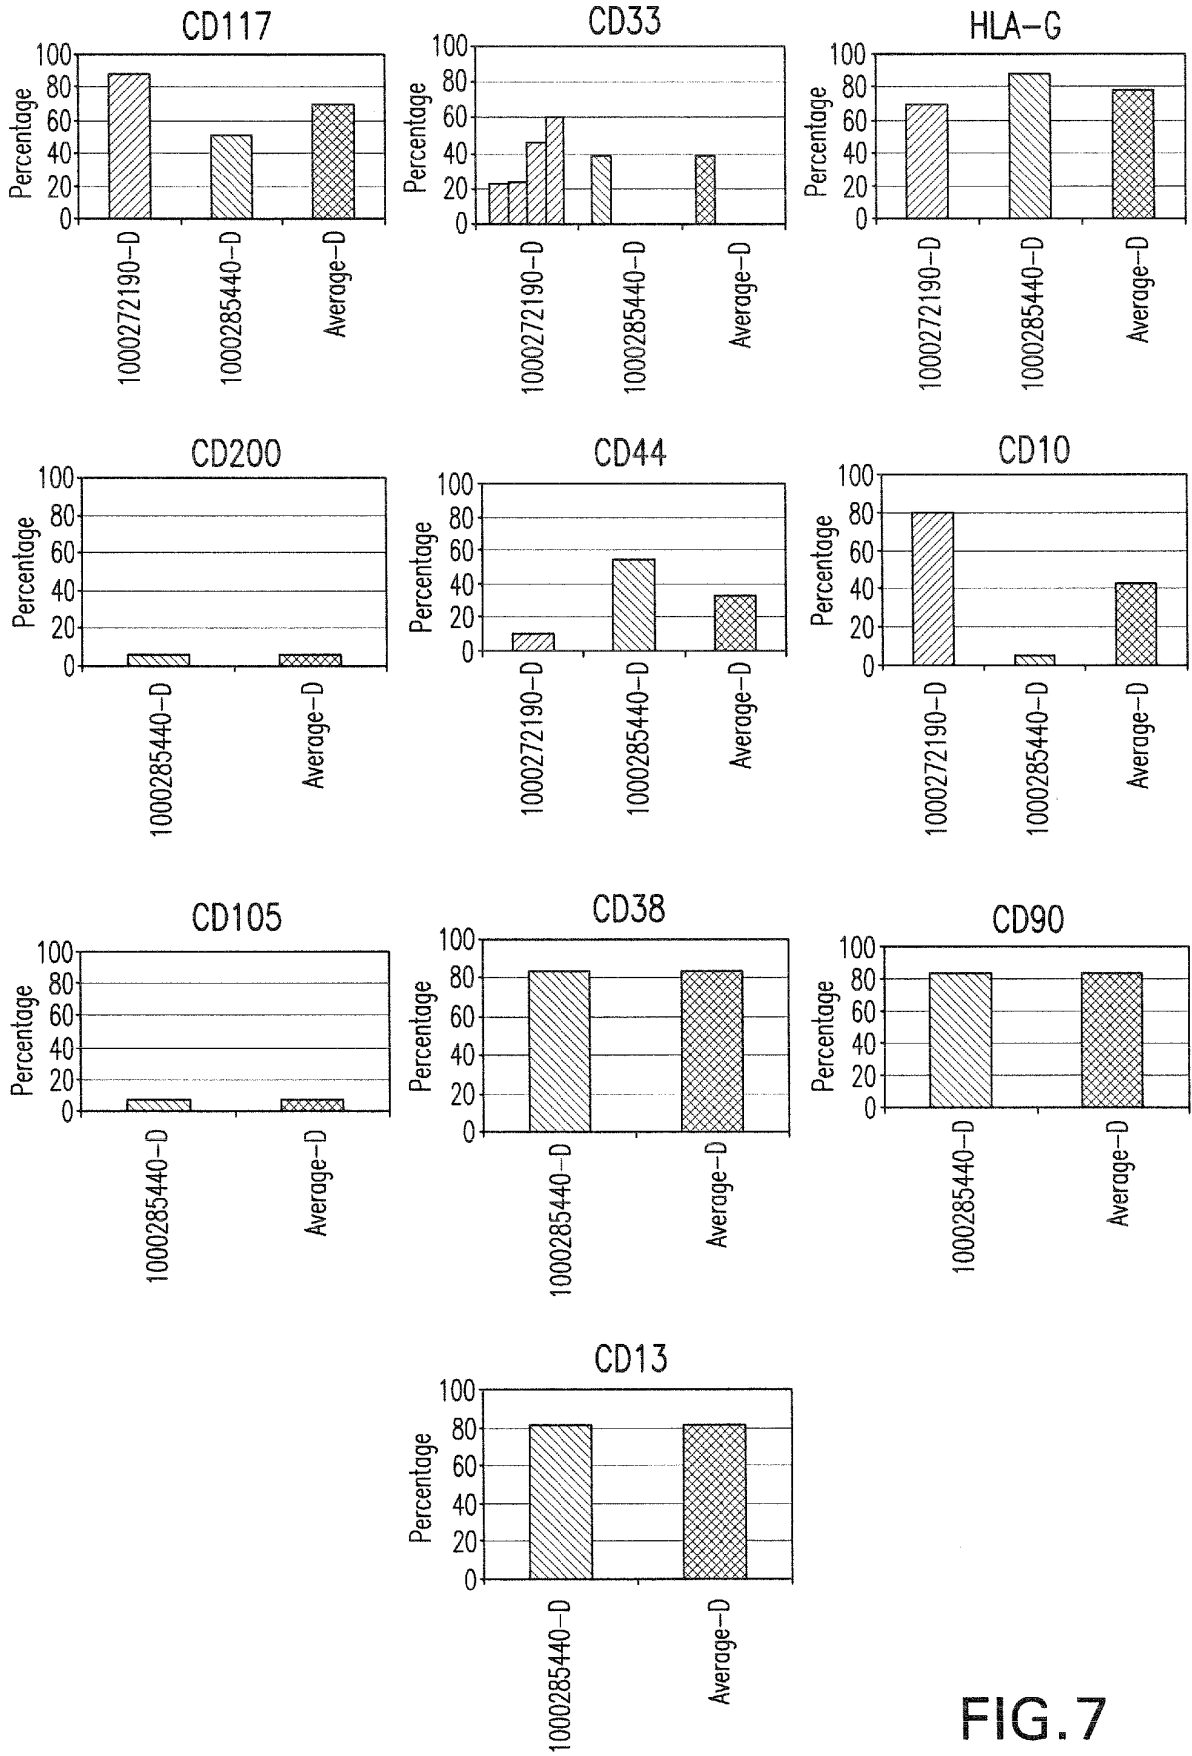 CD117
Percentage
100
80
60
40
20
0
1000272190-D
1000285440-D
Average-D
CD33
Percentage
100
80
60
40
20
0
1000272190-D
1000285440-D
Average-D
HLA-G
Percentage
100
80
60
40
20
0
1000272190-D
1000285440-D
Average-D
CD200
Percentage
100
80
60
40
20
0
1000285440-D
Average-D
CD44
Percentage
100
80
60
40
20
0
1000272190-D
1000285440-D
Average-D
CD10
Percentage
100
80
60
40
20
0
1000272190-D
1000285440-D
Average-D
CD105
Percentage
100
80
60
40
20
0
1000285440-D
Average-D
CD38
Percentage
100
80
60
40
20
0
1000285440-D
Average-D
CD90
Percentage
100
80
60
40
20
0
1000285440-D
Average-D
CD13
Percentage
100
80
60
40
20
0
1000285440-D
Average-D
FIG.7